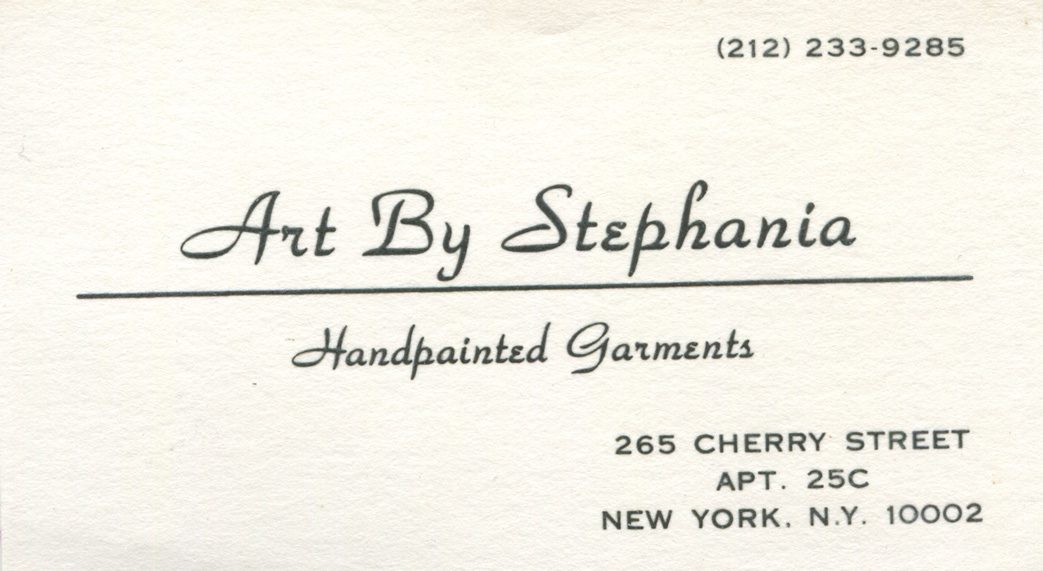 (212) 233-9285
Art By Stephania
Handpainted Garments
265 CHERRY STREET
APT. 25C
NEW YORK, N.Y. 10002